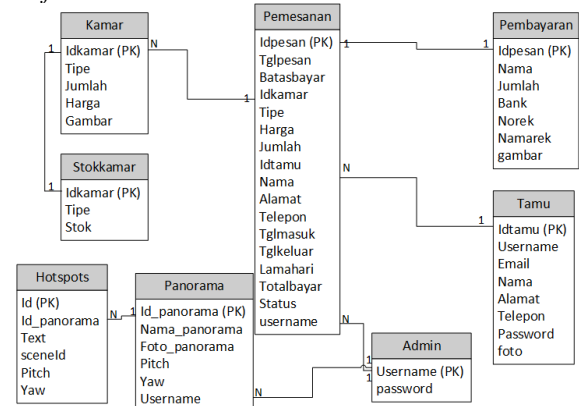 Kamar
Idkamar (PK)
Tipe
Jumlah
Harga
Gambar
1
N
1
Stokkamar
Idkamar (PK)
Tipe
Stok
1
Pemesanan
Idpesan (PK)
Tglpesan
Batasbayar
Idkamar
Tipe
Harga
Jumlah
Idtamu
Nama
Alamat
Telepon
Tglmasuk
Tglkeluar
Lamahari
Totalbayar
Status
username
1
N
N
Pembayaran
Idpesan (PK)
Nama
Jumlah
Bank
Norek
Namarek
gambar
1
Tamu
Idtamu (PK)
Username
Email
Nama
Alamat
Telepon
Password
foto
1
Hotspots
Id (PK)
Id_panorama
Text
sceneId
Pitch
Yaw
N
1
Panorama
Id_panorama (PK)
Nama_panorama
Foto_panorama
Pitch
Yaw
Username
N
Admin
Username (PK)
password
1
1